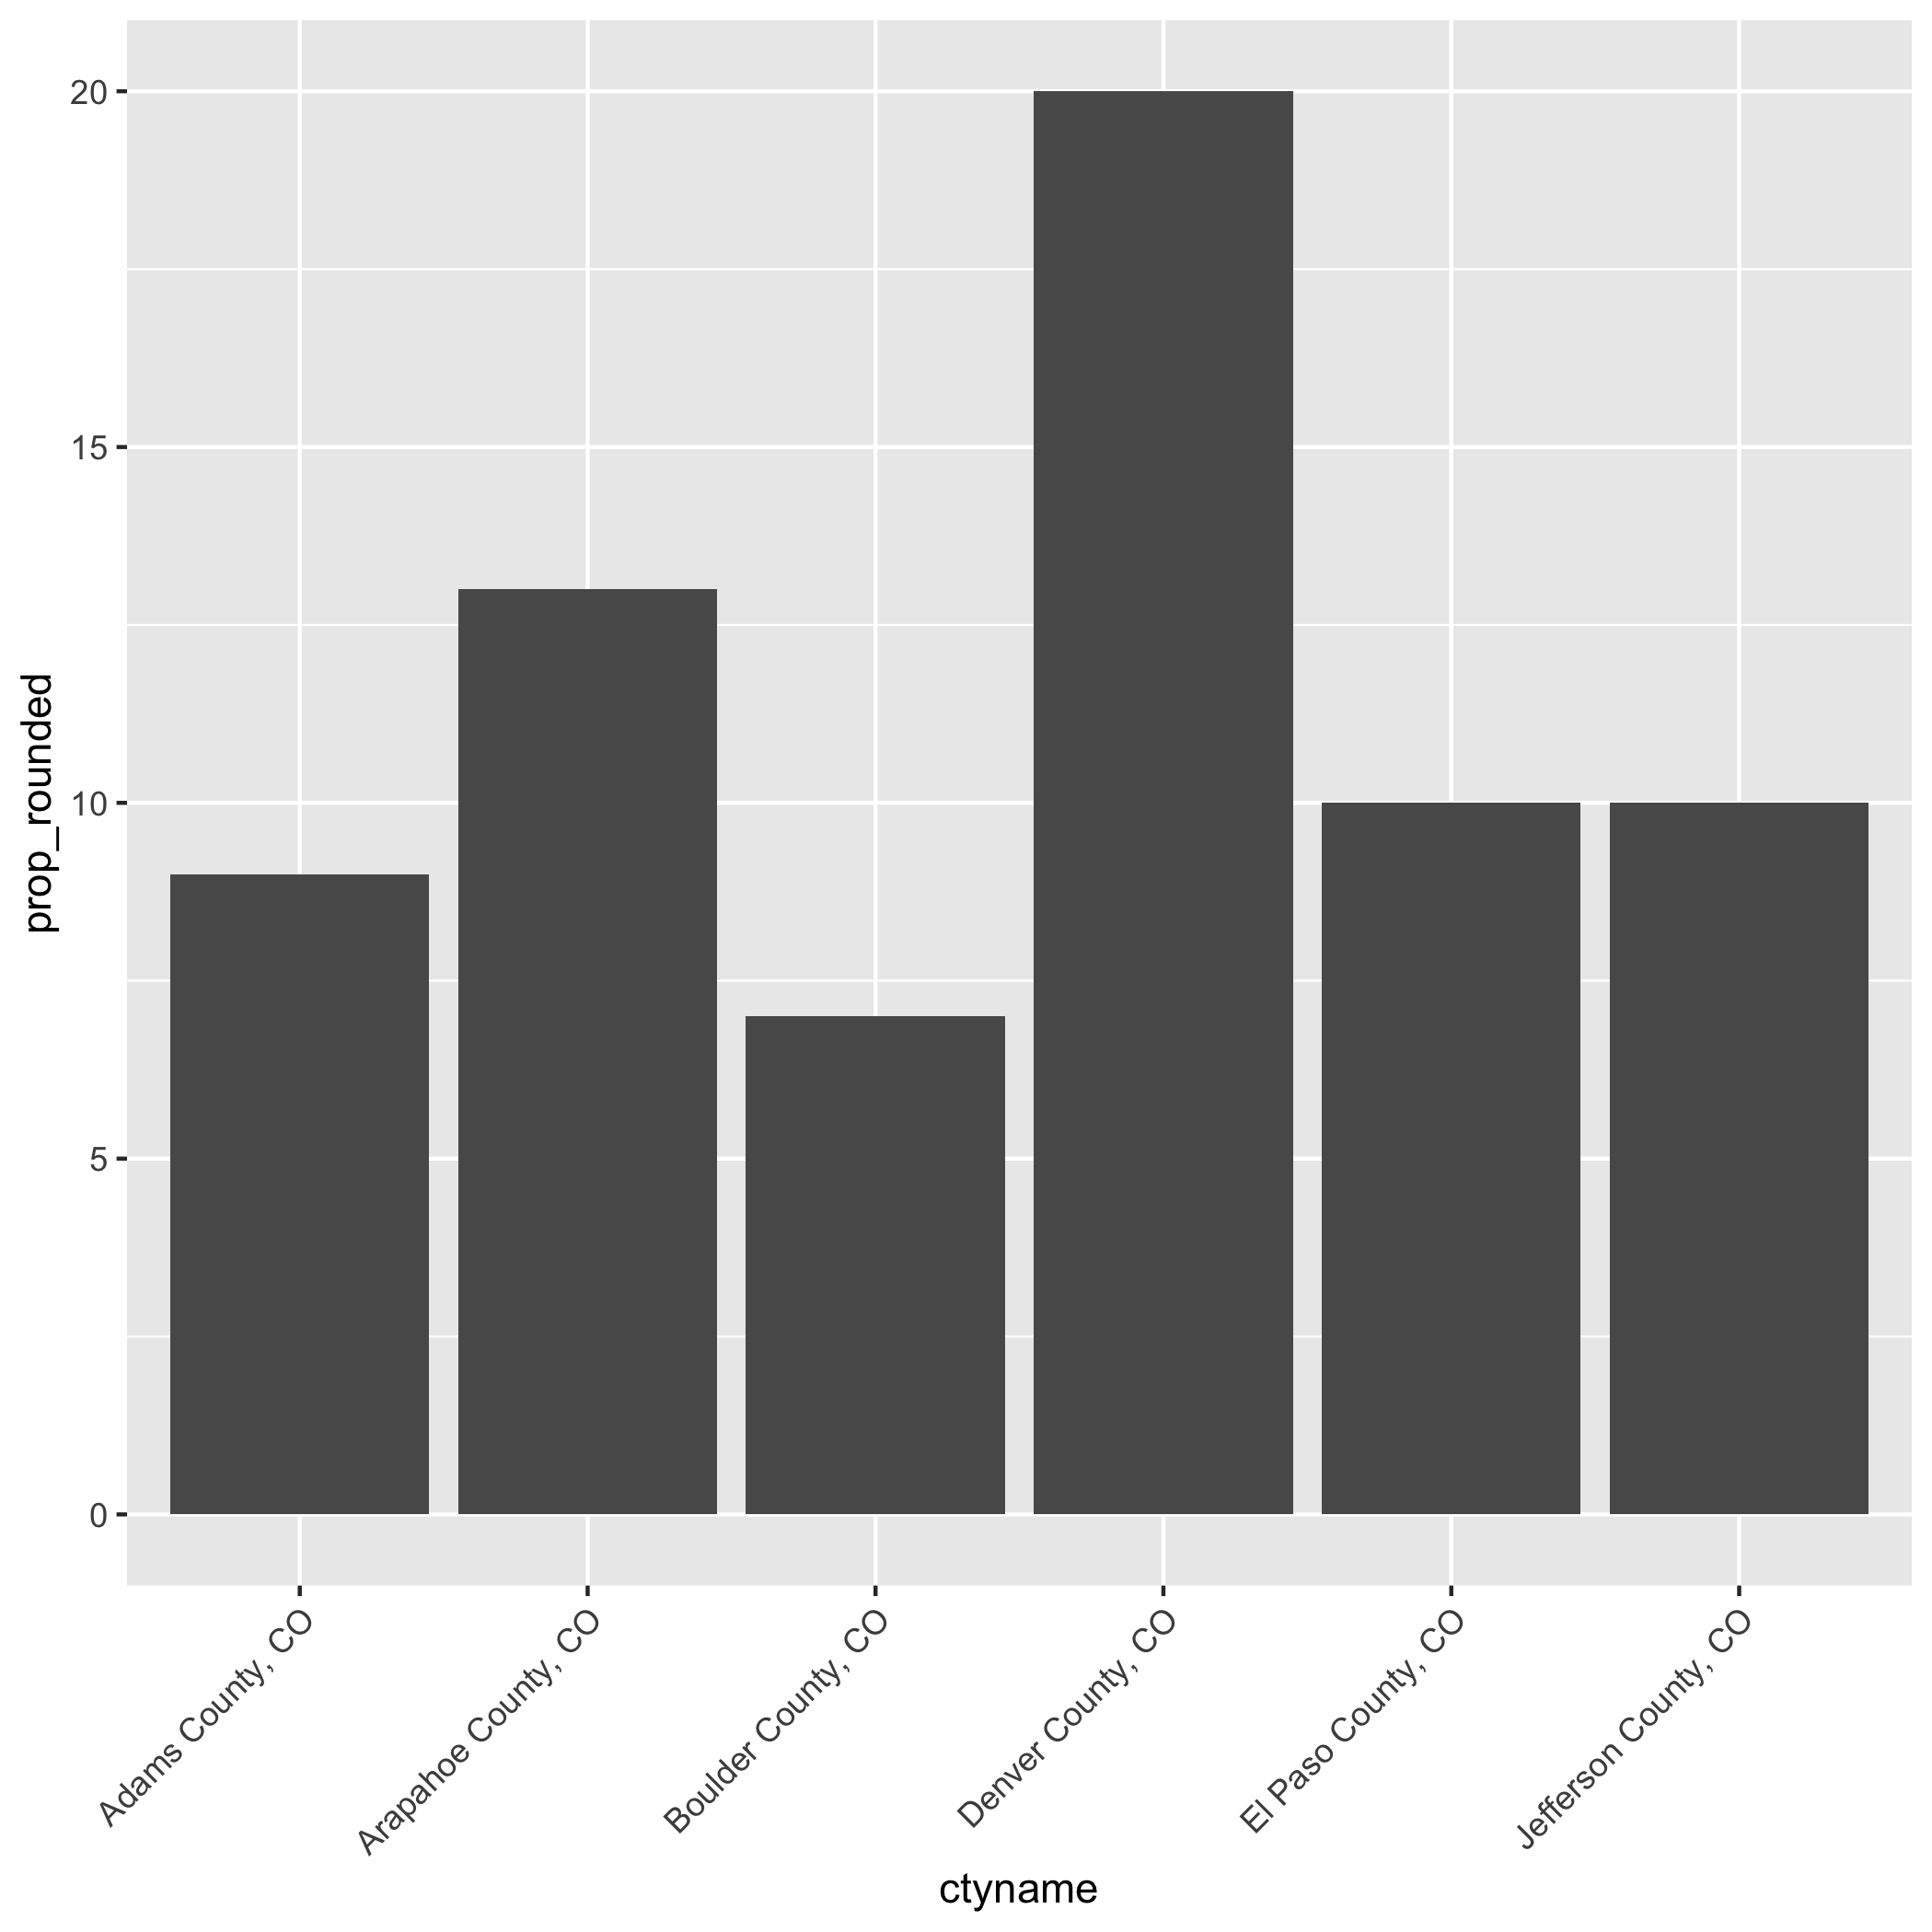 20
15
10
5
0
prop_rounded
Adams County, CO
Arapahoe County, CO
Boulder County, CO
Denver County, CO
El Paso County, CO
Jefferson County, CO
ctyname